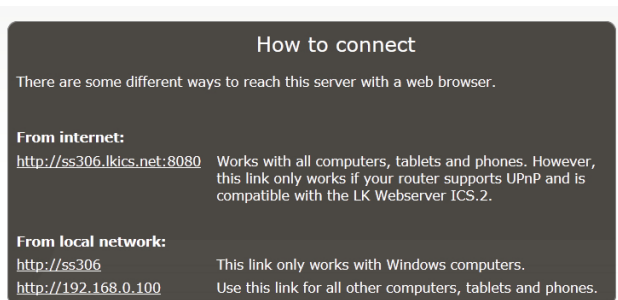 How to connect
There are some different ways to reach this server with a web browser.
From internet:
http://ss306.lkics.net:8080 Works with all computers, tablets and phones. However,
this link only works if your router supports UPnP and is
compatible with the LK Webserver ICS.2.
From local network:
http://ss306 This link only works with Windows computers.
http://192.168.0.100 Use this link for all other computers, tablets and phones.